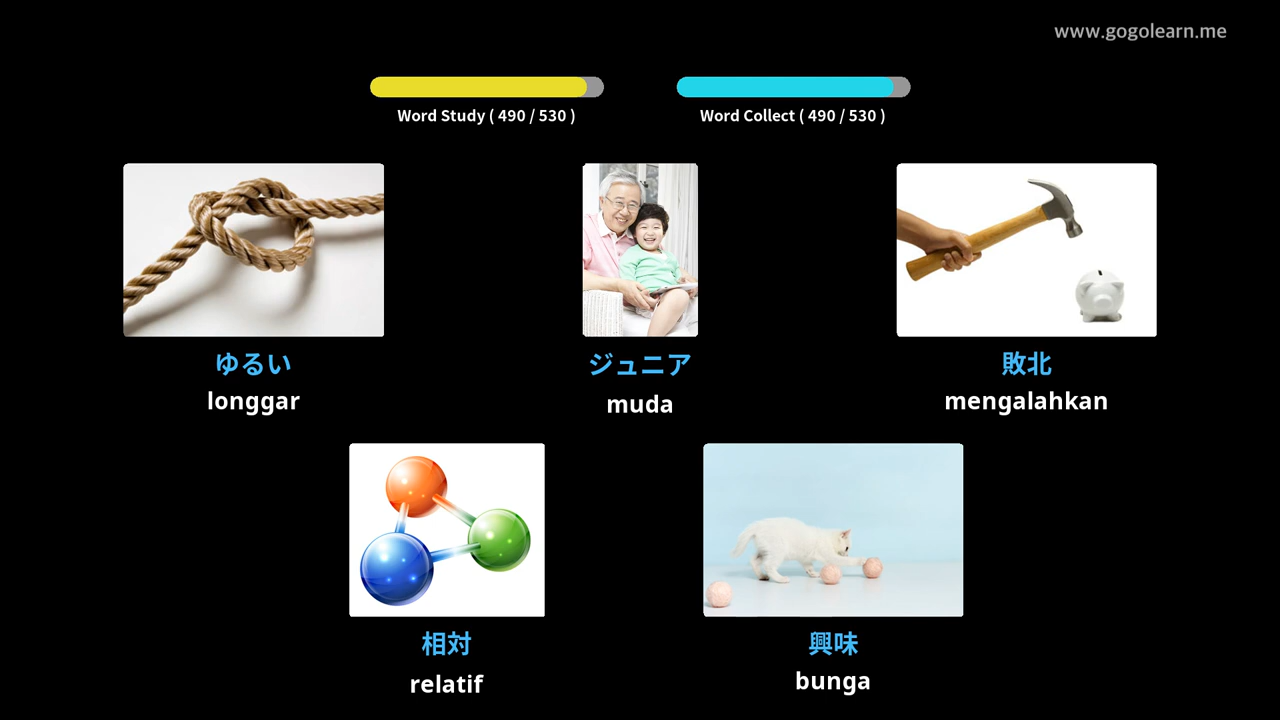 www.gogolearn.me
Word Study ( 490 / 530 )
Word Collect ( 490 / 530 )
ゆるい
longgar
ジュニア
muda
敗北
mengalahkan
相対
relatif
興味
bunga